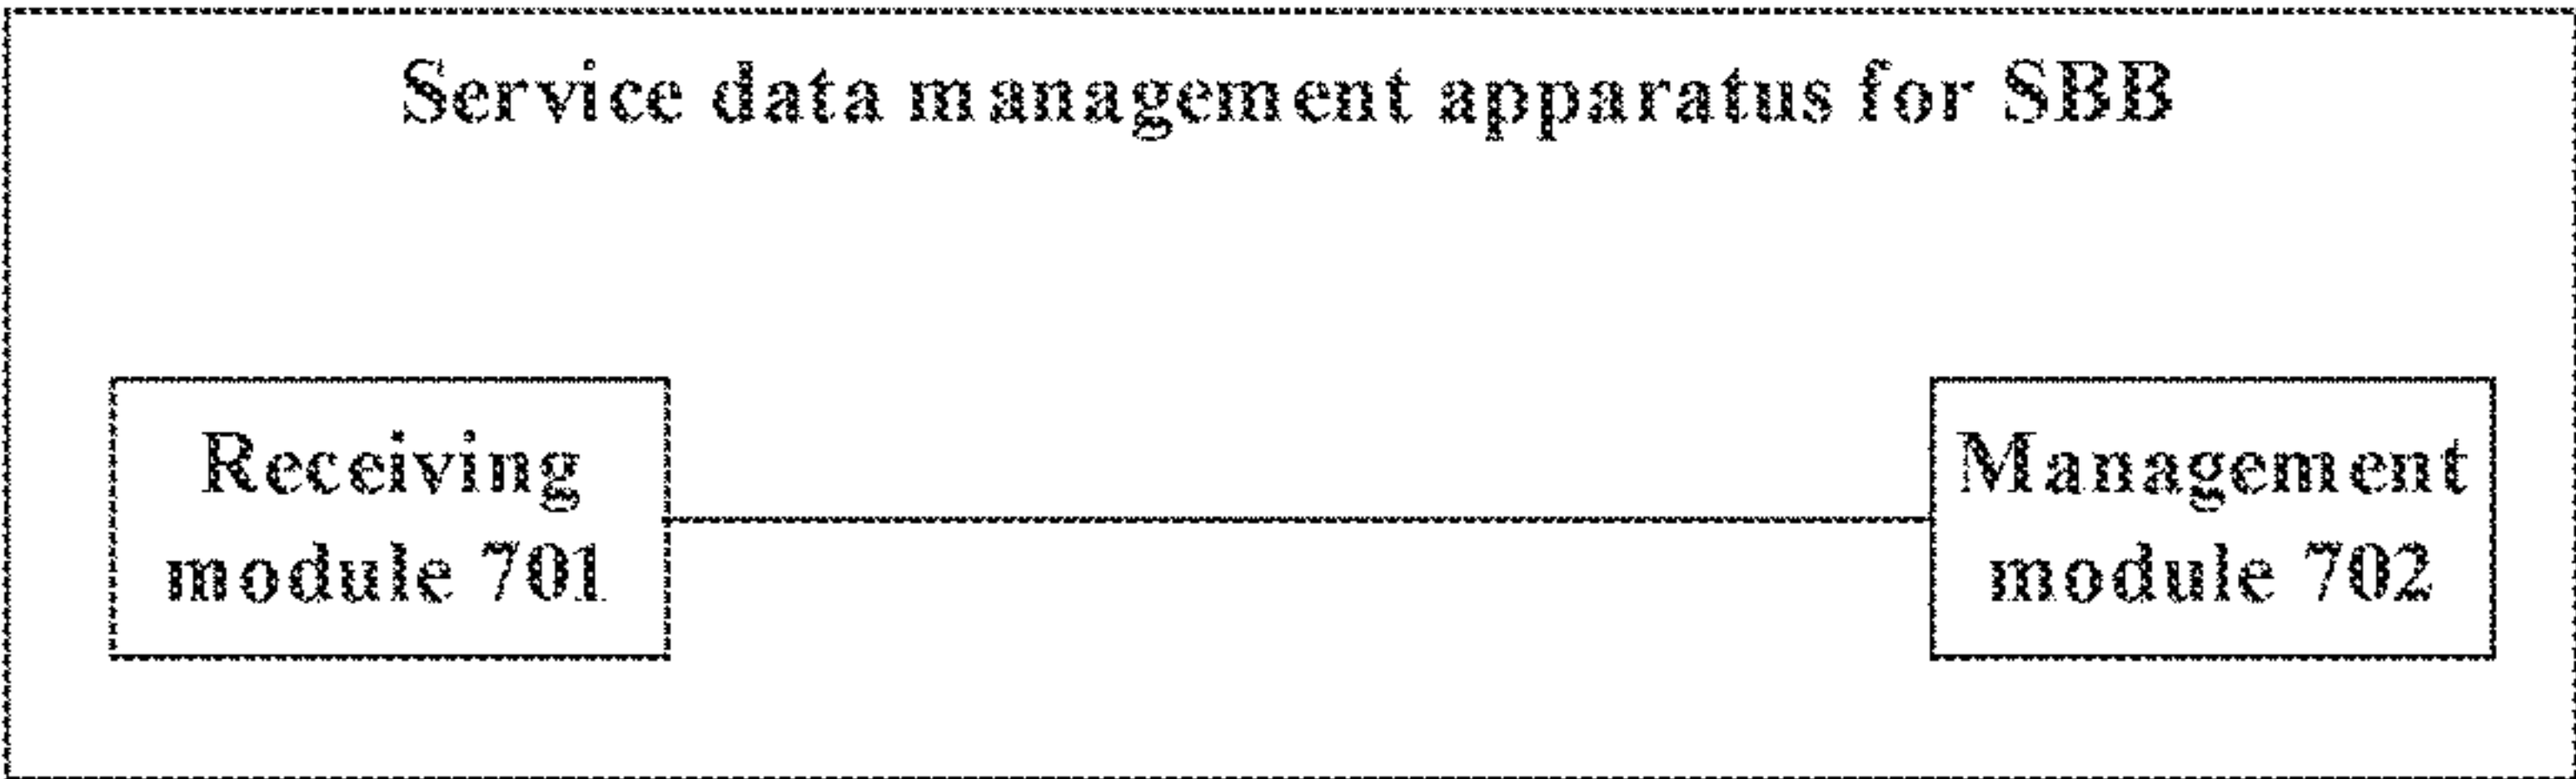 Service data management apparatus for SBB
Receiving
module 701
Management
module 702